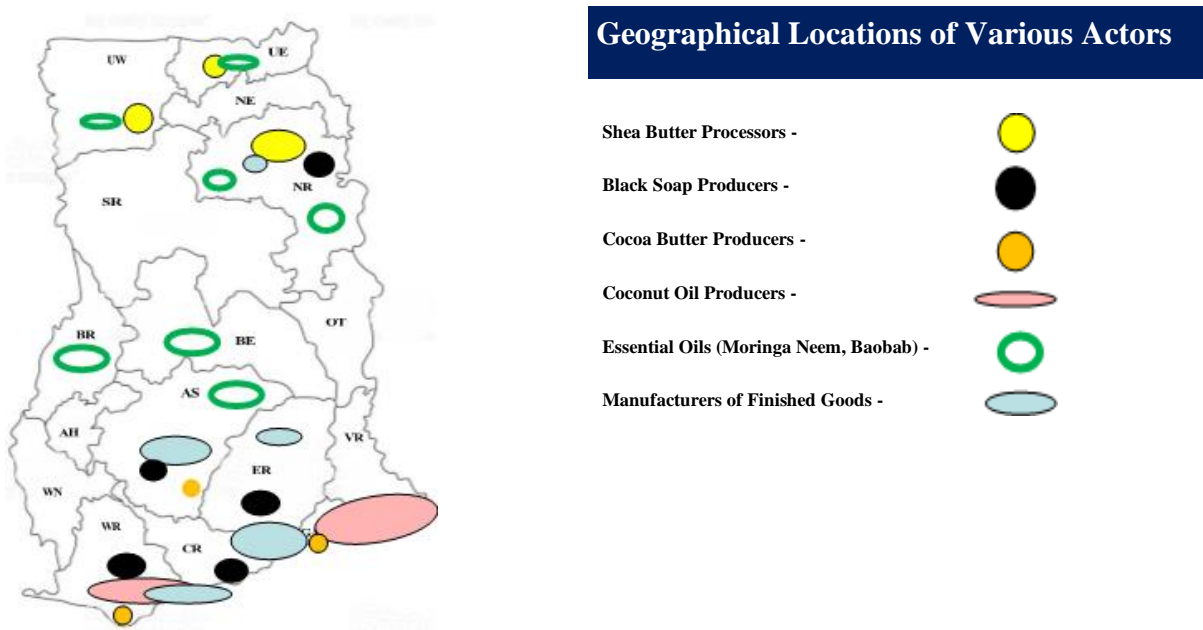 Geographical Locations of Various Actors
UW
UE
NE
NR
SR
BR
BE
OT
AS
AH
VR
ER
WN
WR
CR
G
Shea Butter Processors -
Black Soap Producers -
Cocoa Butter Producers -
Coconut Oil Producers -
Essential Oils (Moringa Neem, Baobab) -
Manufacturers of Finished Goods -